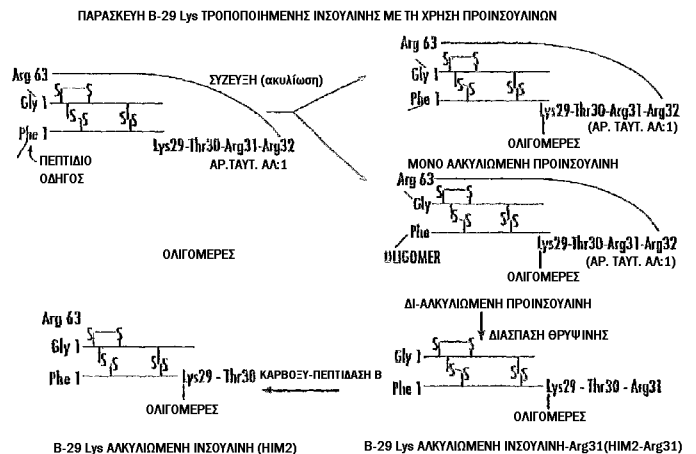 ΠΑΡΑΣΚΕΥΗ Β-29 Lys ΤΡΟΠΟΠΟΙΗΜΕΝΗΣ ΙΝΣΟΥΛΙΝΗΣ ΜΕ ΤΗ ΧΡΗΣΗ ΠΡΟΙΝΣΟΥΛΙΝΩΝ
Arg 63
S S
Gly 1
S S S S
Phe 1
Lys29-Thr30-Arg31-Arg32
ΑΡ.ΤΑΥΤ. ΑΛ:1
ΠΕΠΤΙΔΙΟ
ΟΔΗΓΟΣ
ΣΥΖΕΥΞΗ (ακυλίωση)
ΟΛΙΓΟΜΕΡΕΣ
Arg 63
S S
Gly 1
S S S S
Phe 1
Lys29-Thr30-Arg31-Arg32
(ΑΡ. ΤΑΥΤ. ΑΛ:1)
ΟΛΙΓΟΜΕΡΕΣ
ΜΟΝΟ ΑΛΚΥΛΙΩΜΕΝΗ ΠΡΟΙΝΣΟΥΛΙΝΗ
Arg 63
S S
Gly
S S S S
Phe
OLIGOMER
Lys29-Thr30-Arg31-Arg32
(ΑΡ. ΤΑΥΤ. ΑΛ:1)
ΟΛΙΓΟΜΕΡΕΣ
ΔΙ-ΑΛΚΥΛΙΩΜΕΝΗ ΠΡΟΙΝΣΟΥΛΙΝΗ
ΔΙΑΣΠΑΣΗ ΘΡΥΨΙΝΗΣ
S S
Gly 1
S S S S
Phe 1
Lys29 - Thr30 - Arg31
ΟΛΙΓΟΜΕΡΕΣ
Β-29 Lys ΑΛΚΥΛΙΩΜΕΝΗ ΙΝΣΟΥΛΙΝΗ-Arg31(HIM2-Arg31)
ΚΑΡΒΟΞΥ-ΠΕΠΤΙΔΑΣΗ Β
Arg 63
S S
Gly 1
S S S S
Phe 1
Lys29 - Thr30
ΟΛΙΓΟΜΕΡΕΣ
Β-29 Lys ΑΛΚΥΛΙΩΜΕΝΗ ΙΝΣΟΥΛΙΝΗ (HIM2)